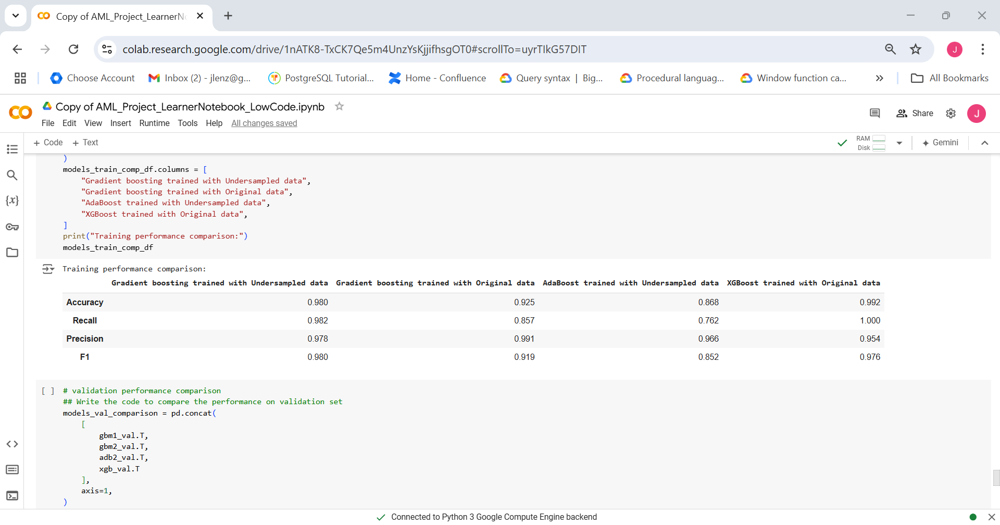 Copy of AML_Project_LearnerN
colab.research.google.com/drive/1nATK8-TxCK7Qe5m4UnzYsKjjifhsgOT0#scrollTo=uyrTIkG57DIT
J
Choose Account
Inbox (2) - jlenz@g...
PostgreSQL Tutorial...
Home - Confluence
Query syntax | Big...
Procedural languag...
Window function ca...
All Bookmarks
Copy of AML_Project_LearnerNotebook_LowCode.ipynb
File Edit View Insert Runtime Tools Help All changes saved
Share
J
+ Code + Text
RAM
Disk
Gemini
)
models_train_comp_df.columns = [
"Gradient boosting trained with Undersampled data",
"Gradient boosting trained with Original data",
"AdaBoost trained with Undersampled data",
"XGBoost trained with Original data",
]
print("Training performance comparison:")
models_train_comp_df
Training performance comparison:
Gradient boosting trained with Undersampled data Gradient boosting trained with Original data AdaBoost trained with Undersampled data XGBoost trained with Original data
Accuracy 0.980 0.925 0.868 0.992
Recall 0.982 0.857 0.762 1.000
Precision 0.978 0.991 0.966 0.954
F1 0.980 0.919 0.852 0.976
[ ] # validation performance comparison
## Write the code to compare the performance on validation set
models_val_comparison = pd.concat(
[
gbm1_val.T,
gbm2_val.T,
adb2_val.T,
xgb_val.T
],
axis=1,
)
Connected to Python 3 Google Compute Engine backend